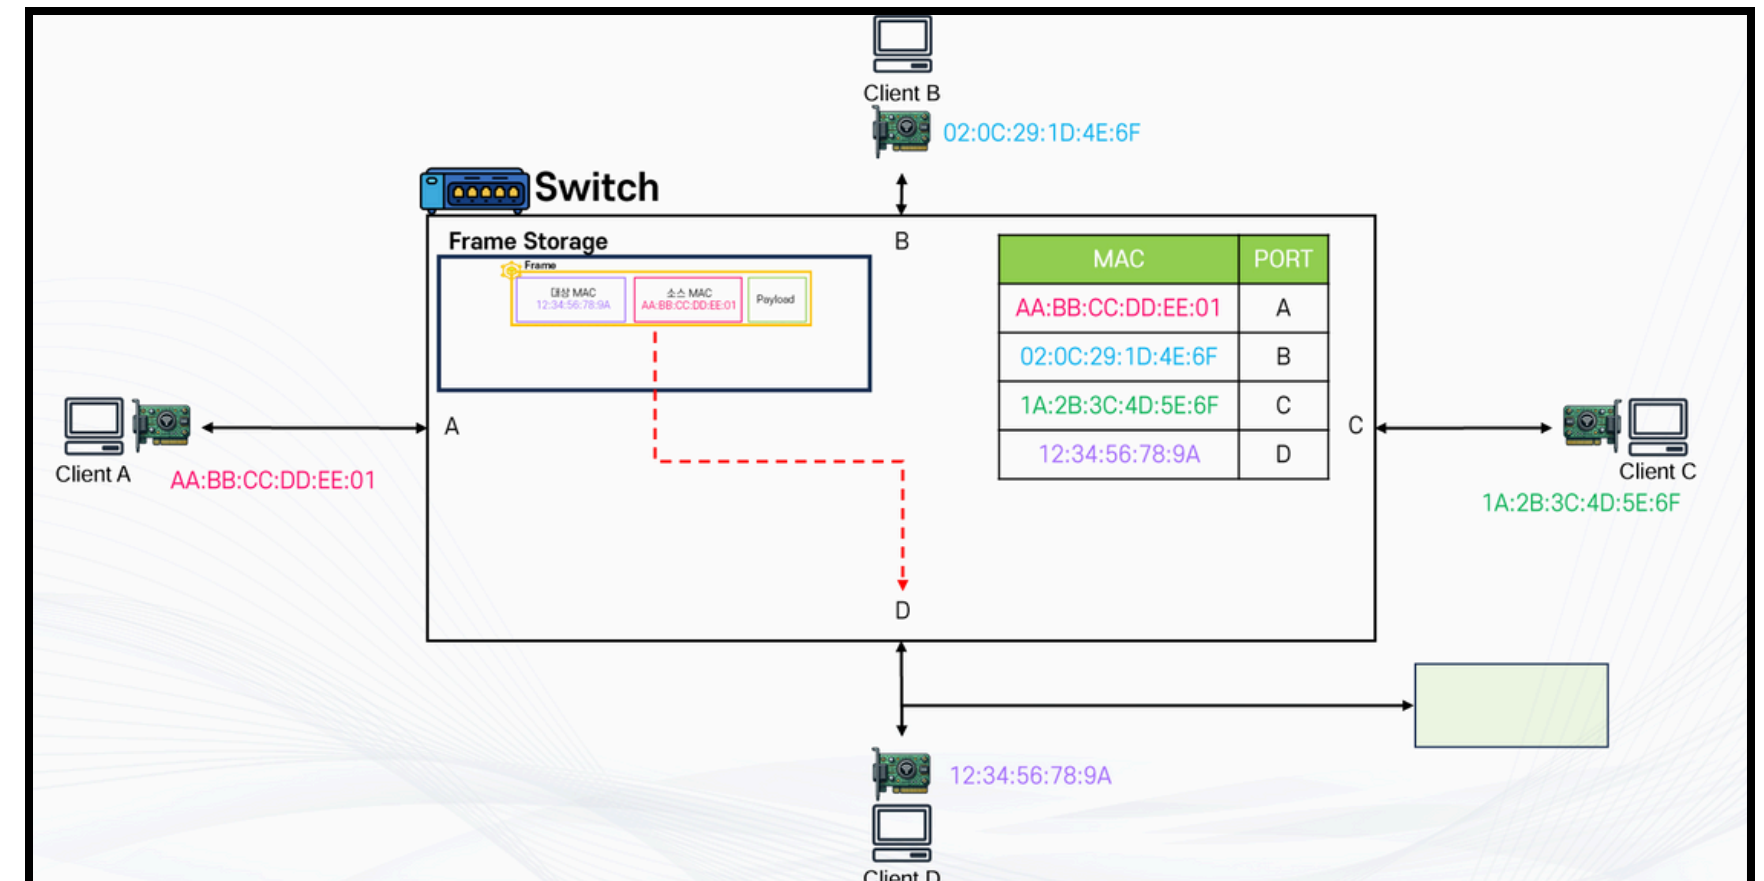 Client B
02:0C:29:1D:4E:6F
Switch
Frame Storage
B
Frame
대상 MAC
12:34:56:78:9A
소스 MAC
AA:BB:CC:DD:EE:01
Payload
MAC PORT
AA:BB:CC:DD:EE:01 A
02:0C:29:1D:4E:6F B
1A:2B:3C:4D:5E:6F C
12:34:56:78:9A D
A
C
Client A
AA:BB:CC:DD:EE:01
Client C
1A:2B:3C:4D:5E:6F
D
12:34:56:78:9A
Client D